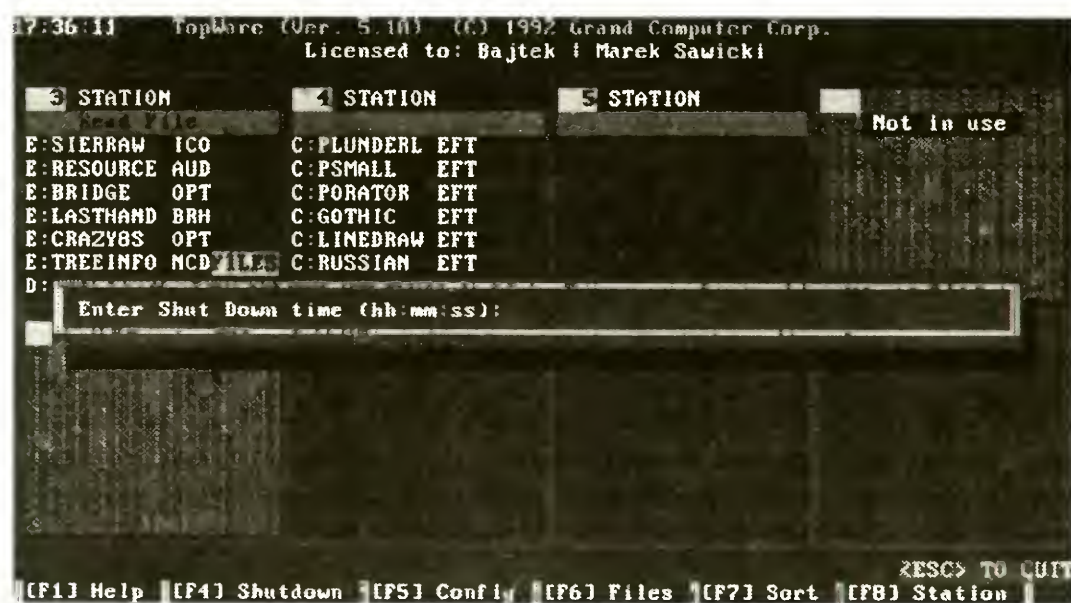 17:36:11 TopWare (Ver. 5.10) (C) 1992 Grand Computer Corp.
Licensed to: Bajtek | Marek Sawicki
3 STATION 4 STATION 5 STATION
Read File Not in use
E:SIERRAW ICO C:PLUNDERL EFT
E:RESOURCE AUD C:PSMALL EFT
E:BRIDGE OPT C:PORATOR EFT
E:LASTHAND BRH C:GOTHIC EFT
E:CRAZY8S OPT C:LINEDRAW EFT
E:TREEINFO NCD FILES C:RUSSIAN EFT
D:
Enter Shut Down time (hh:mm:ss):
<ESC> TO QUIT
[F1] Help [F4] Shutdown [F5] Config [F6] Files [F7] Sort [F8] Station